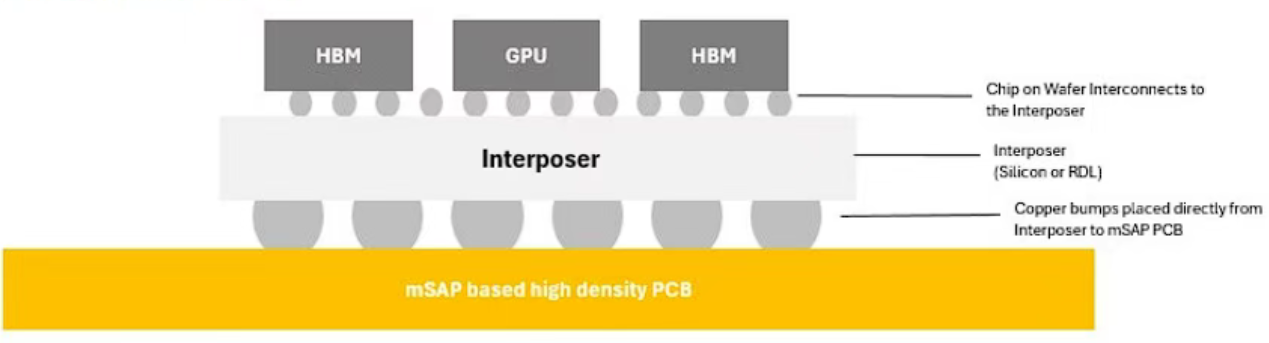 HBM
GPU
HBM
Chip on Wafer Interconnects to
the Interposer
Interposer
Interposer
(Silicon or RDL)
Copper bumps placed directly from
Interposer to mSAP PCB
mSAP based high density PCB